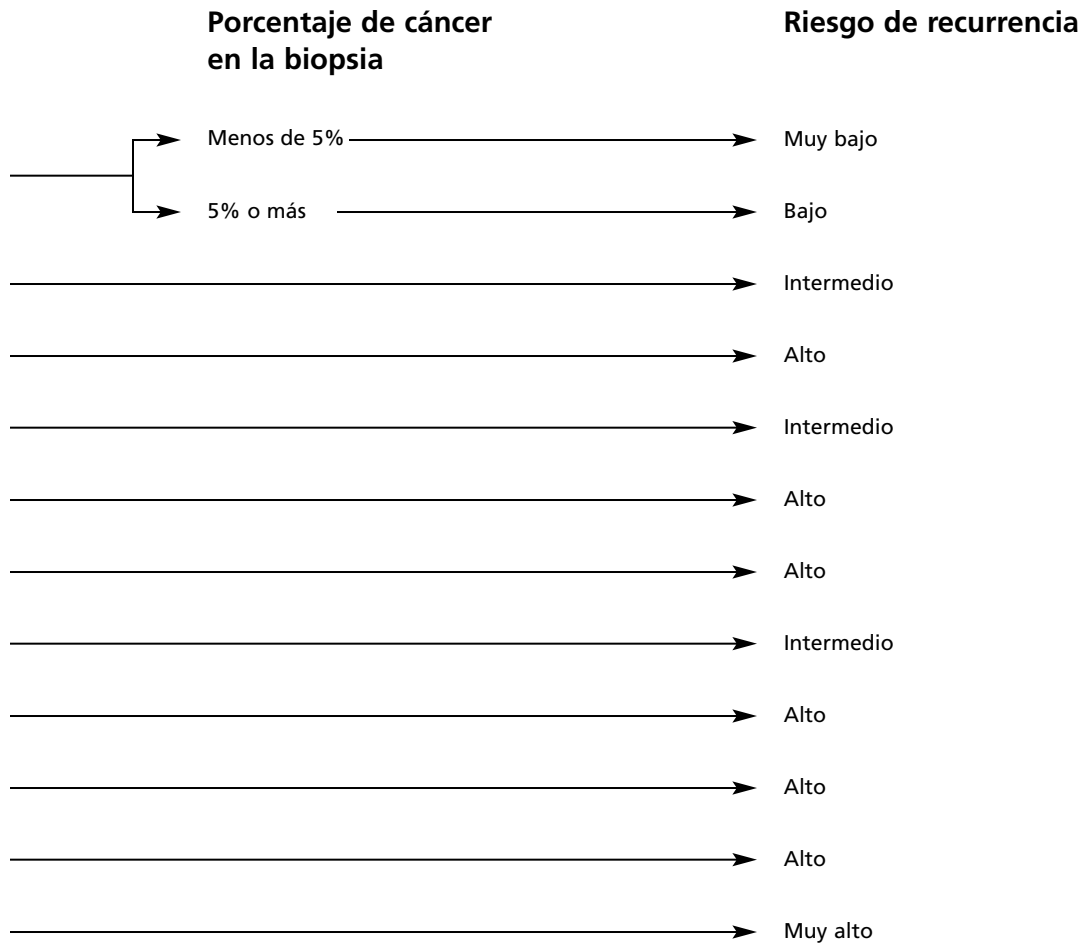 Porcentaje de cáncer
en la biopsia
Riesgo de recurrencia
Menos de 5%
Muy bajo
5% o más
Bajo
Intermedio
Alto
Intermedio
Alto
Alto
Intermedio
Alto
Alto
Alto
Muy alto